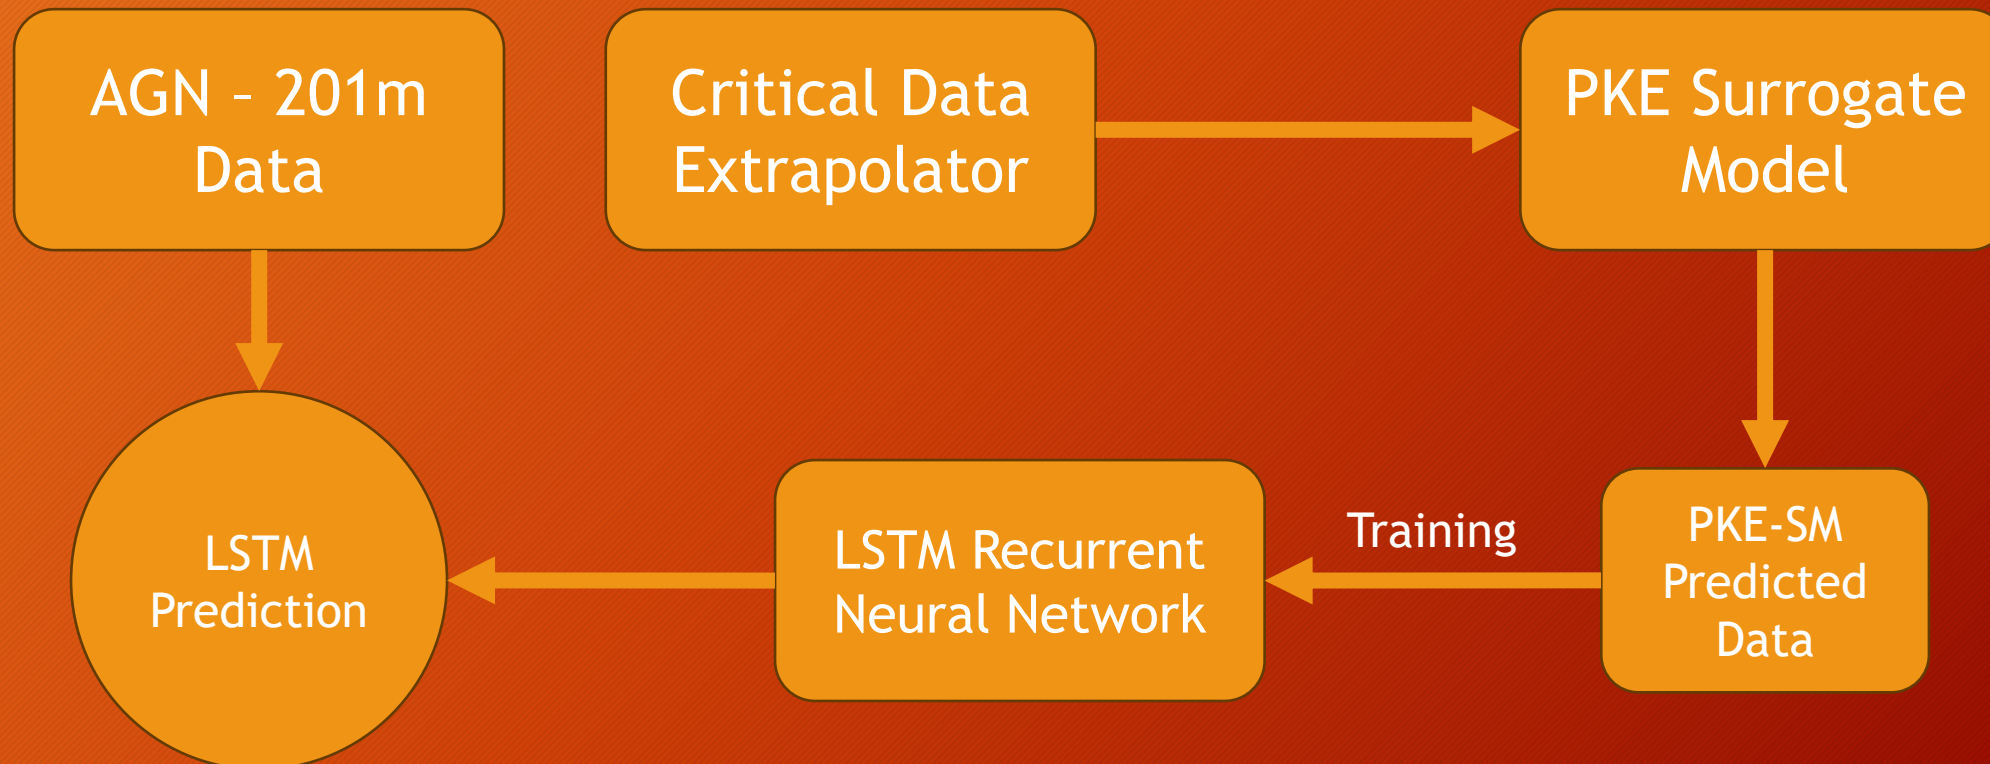 AGN – 201m
Data
Critical Data
Extrapolator
PKE Surrogate
Model
LSTM
Prediction
LSTM Recurrent
Neural Network
Training
PKE-SM
Predicted
Data